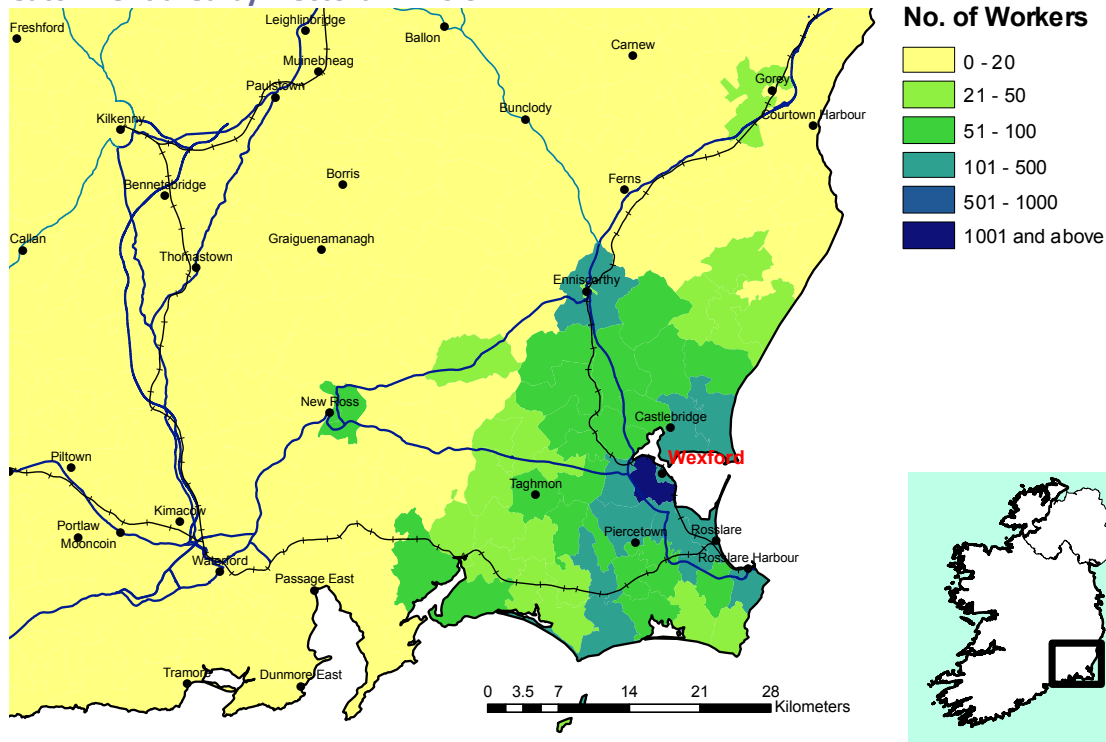 No. of Workers
0 - 20
21 - 50
51 - 100
101 - 500
501 - 1000
1001 and above
Freshford
Leighlinbridge
Ballon
Carnew
Muinebheag
Paulstown
Gorey
Kilkenny
Bunclody
Courtown Harbour
Borris
Bennetsbridge
Ferns
Callan
Graiguenamanagh
Thomastown
Enniscorthy
New Ross
Castlebridge
Wexford
Piltown
Taghmon
Kimacow
Portlaw
Mooncoin
Piercetown
Rosslare
Waterford
Rosslare Harbour
Passage East
Tramore
Dunmore East
0 3.5 7 14 21 28
Kilometers